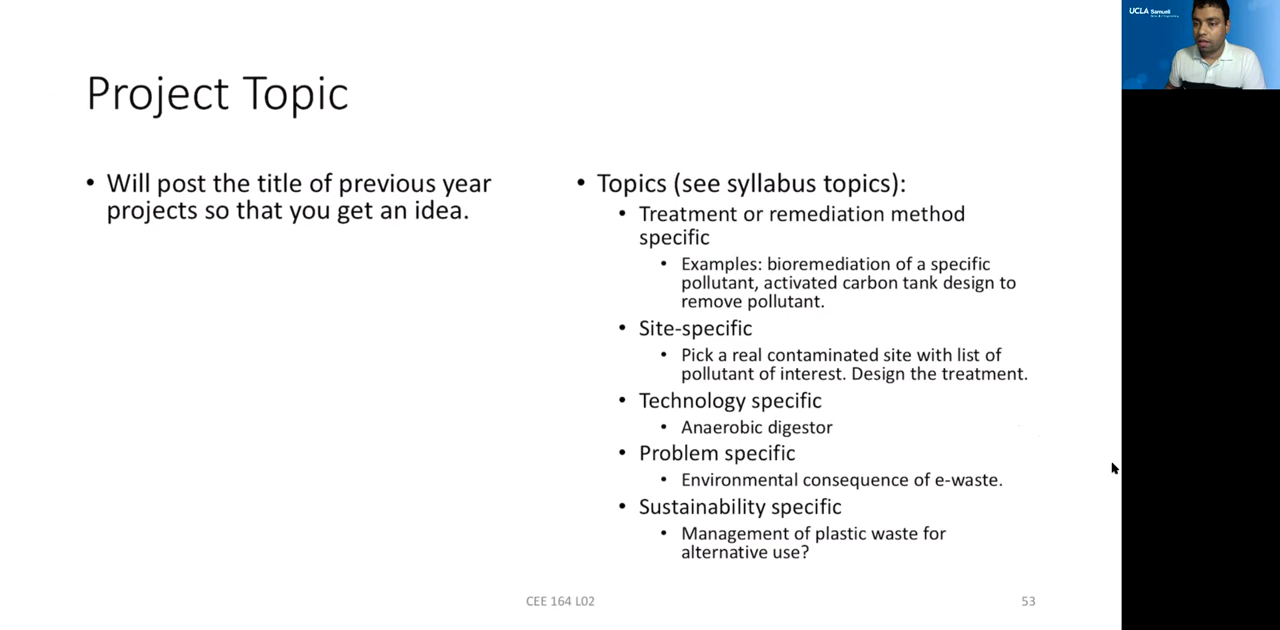 Project Topic
• Will post the title of previous year
projects so that you get an idea.
• Topics (see syllabus topics):
• Treatment or remediation method
specific
• Examples: bioremediation of a specific
pollutant, activated carbon tank design to
remove pollutant.
• Site-specific
• Pick a real contaminated site with list of
pollutant of interest. Design the treatment.
• Technology specific
• Anaerobic digestor
• Problem specific
• Environmental consequence of e-waste.
• Sustainability specific
• Management of plastic waste for
alternative use?
CEE 164 L02
53
UCLA Samueli